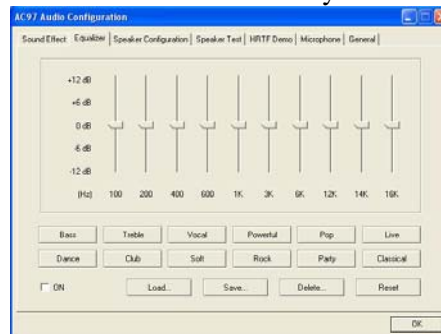 AC97 Audio Configuration
Sound Effect Equalizer Speaker Configuration Speaker Test HRTF Demo Microphone General
+12 dB
+6 dB
0 dB
-6 dB
-12 dB
(Hz) 100 200 400 600 1K 3K 6K 12K 14K 16K
Bass Treble Vocal Powerful Pop Live
Dance Club Soft Rock Party Classical
ON Load... Save... Delete... Reset
OK